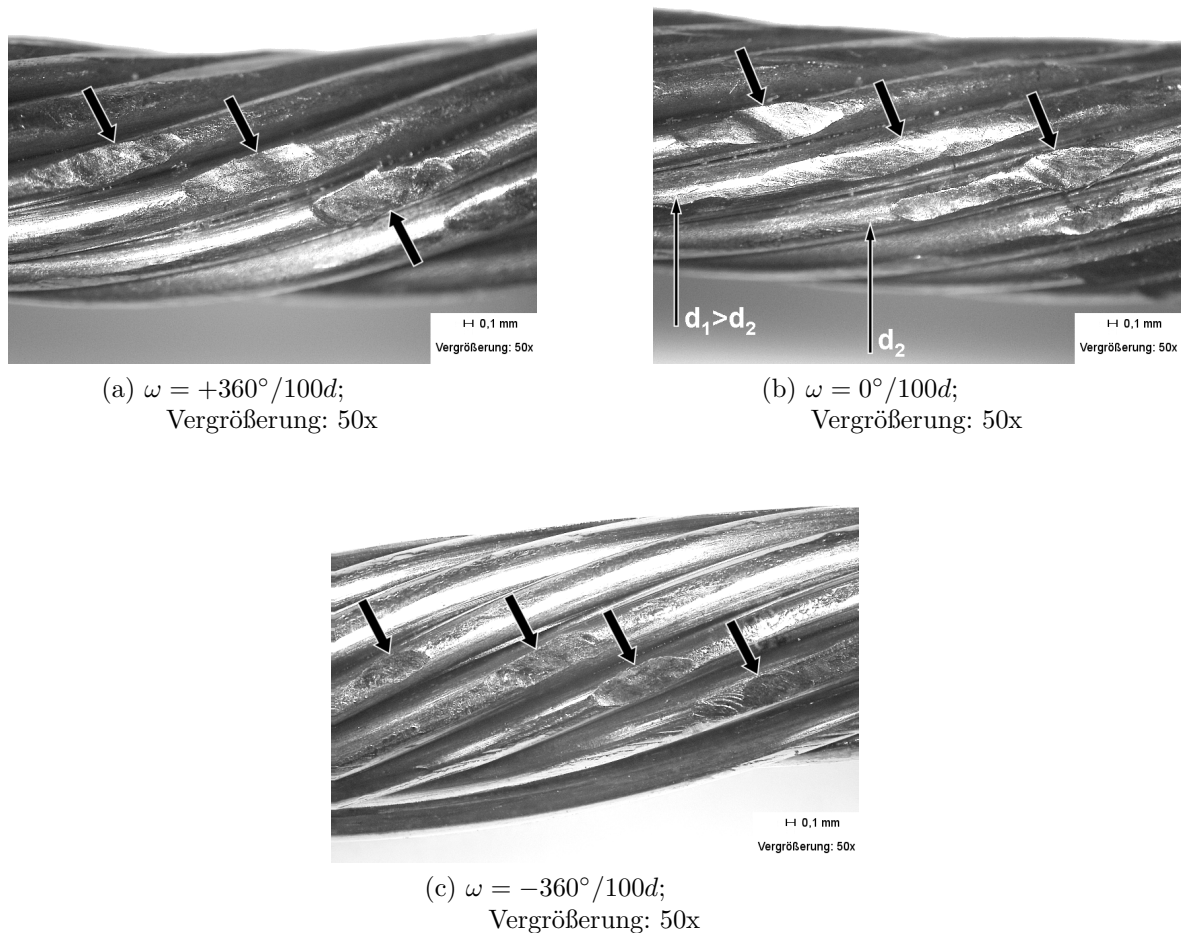 d₁>d₂
d₂
0,1 mm
Vergrößerung: 50x
0,1 mm
Vergrößerung: 50x
(a) ω = +360°/100d;
Vergrößerung: 50x
(b) ω = 0°/100d;
Vergrößerung: 50x
0,1 mm
Vergrößerung: 50x
(c) ω = −360°/100d;
Vergrößerung: 50x